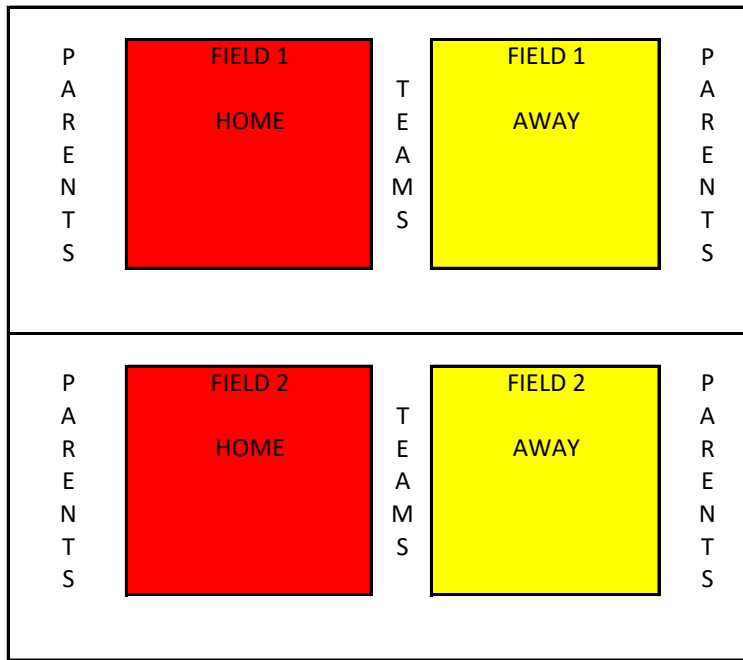 PARENTS
FIELD 1
HOME
TEAMS
FIELD 1
AWAY
PARENTS
PARENTS
FIELD 2
HOME
TEAMS
FIELD 2
AWAY
PARENTS